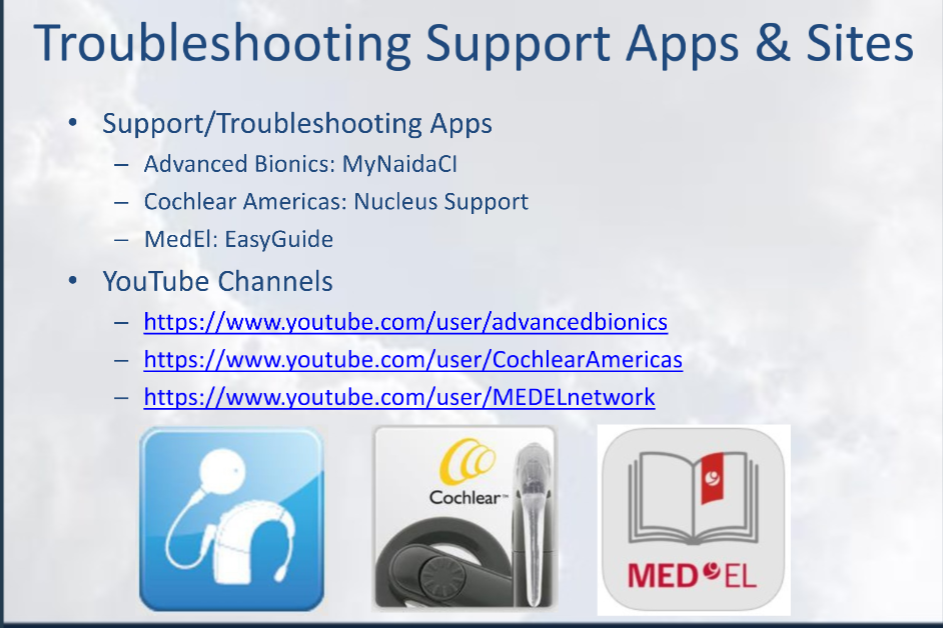 Troubleshooting Support Apps & Sites
• Support/Troubleshooting Apps
– Advanced Bionics: MyNaidaCI
– Cochlear Americas: Nucleus Support
– MedEl: EasyGuide
• YouTube Channels
– https://www.youtube.com/user/advancedbionics
– https://www.youtube.com/user/CochlearAmericas
– https://www.youtube.com/user/MEDELnetwork
Cochlear™
MED EL